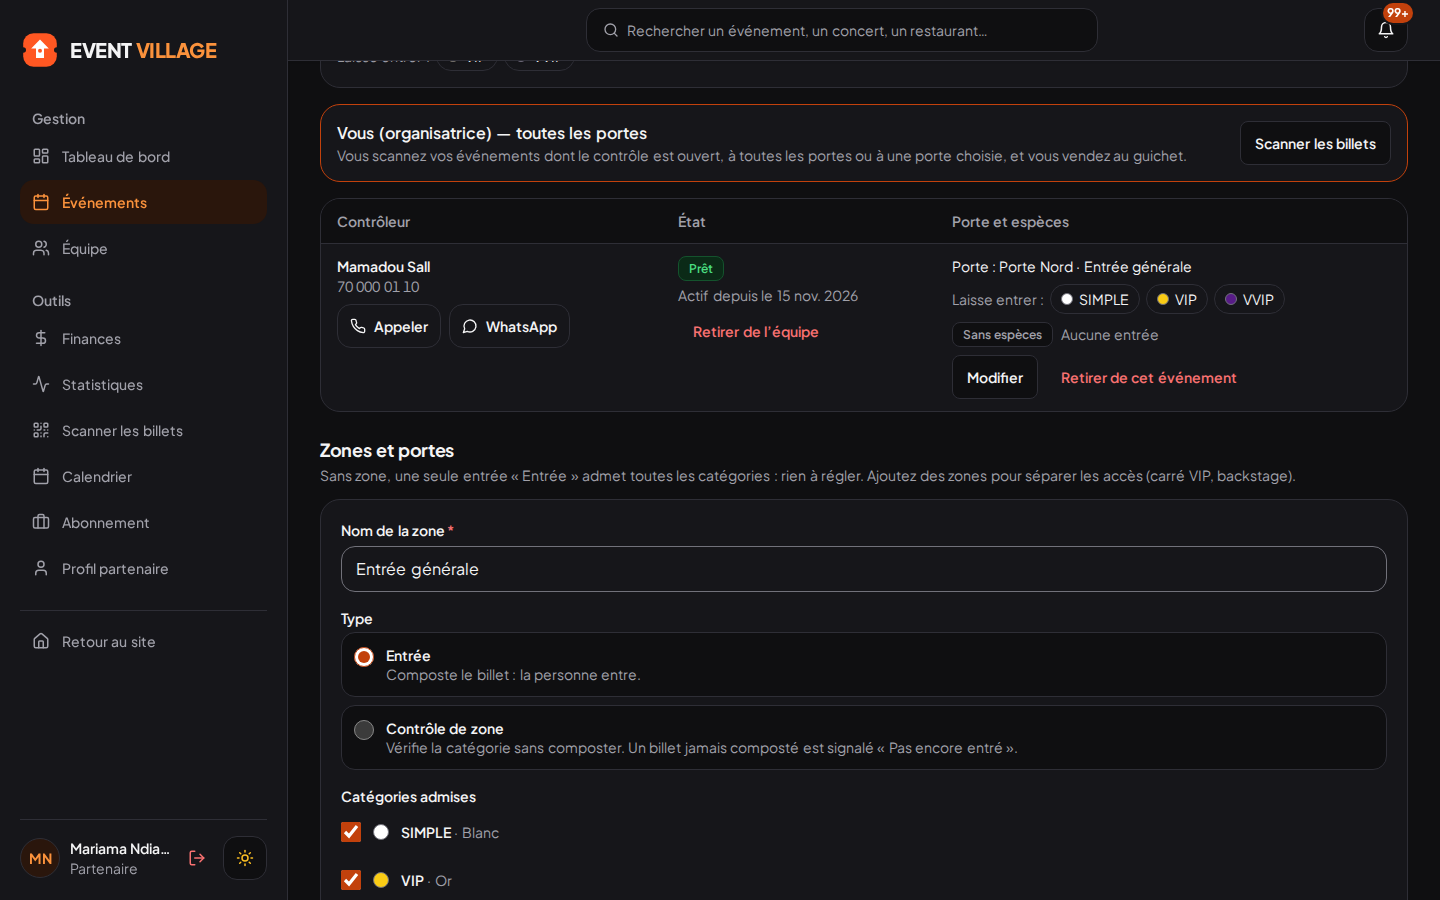 EVENT VILLAGE
Rechercher un événement, un concert, un restaurant…
99+
Gestion
Tableau de bord
Événements
Équipe
Outils
Finances
Statistiques
Scanner les billets
Calendrier
Abonnement
Profil partenaire
Retour au site
MN
Mariama Ndia…
Partenaire
Vous (organisatrice) — toutes les portes
Vous scannez vos événements dont le contrôle est ouvert, à toutes les portes ou à une porte choisie, et vous vendez au guichet.
Scanner les billets
Contrôleur
État
Porte et espèces
Mamadou Sall
70 000 01 10
Appeler
WhatsApp
Prêt
Actif depuis le 15 nov. 2026
Retirer de l’équipe
Porte : Porte Nord · Entrée générale
Laisse entrer : SIMPLE VIP VVIP
Sans espèces Aucune entrée
Modifier
Retirer de cet événement
Zones et portes
Sans zone, une seule entrée « Entrée » admet toutes les catégories : rien à régler. Ajoutez des zones pour séparer les accès (carré VIP, backstage).
Nom de la zone *
Entrée générale
Type
Entrée
Composte le billet : la personne entre.
Contrôle de zone
Vérifie la catégorie sans composter. Un billet jamais composté est signalé « Pas encore entré ».
Catégories admises
SIMPLE · Blanc
VIP · Or